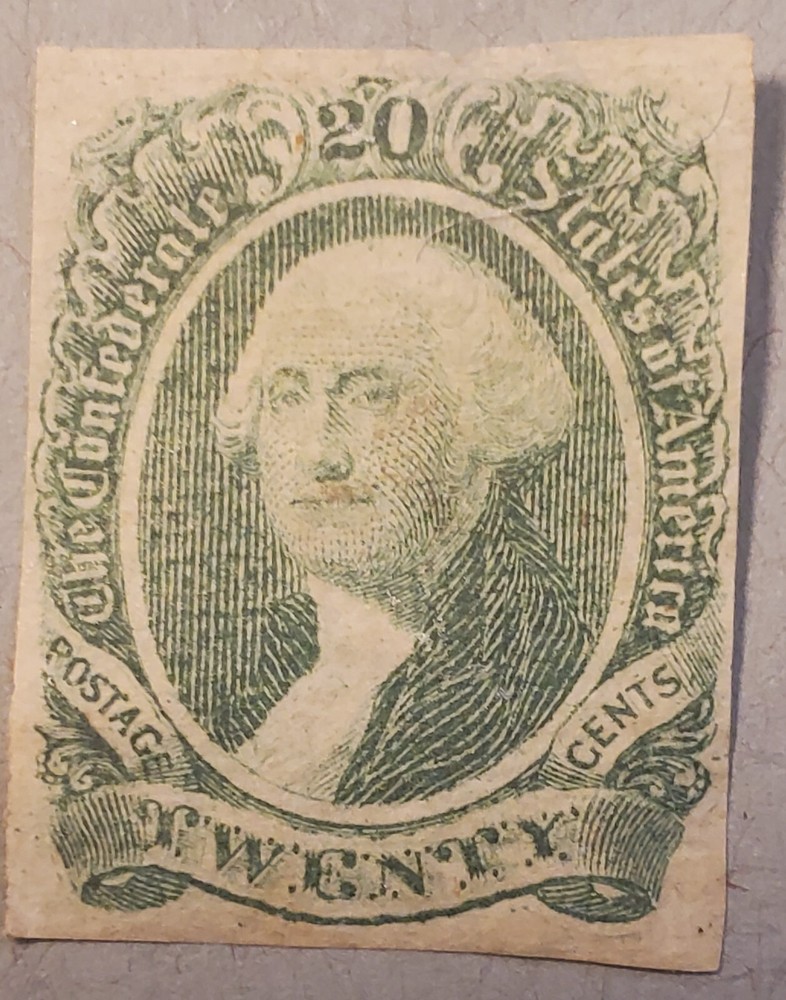 20
The Confederate States of America
POSTAGE
CENTS
TWENTY